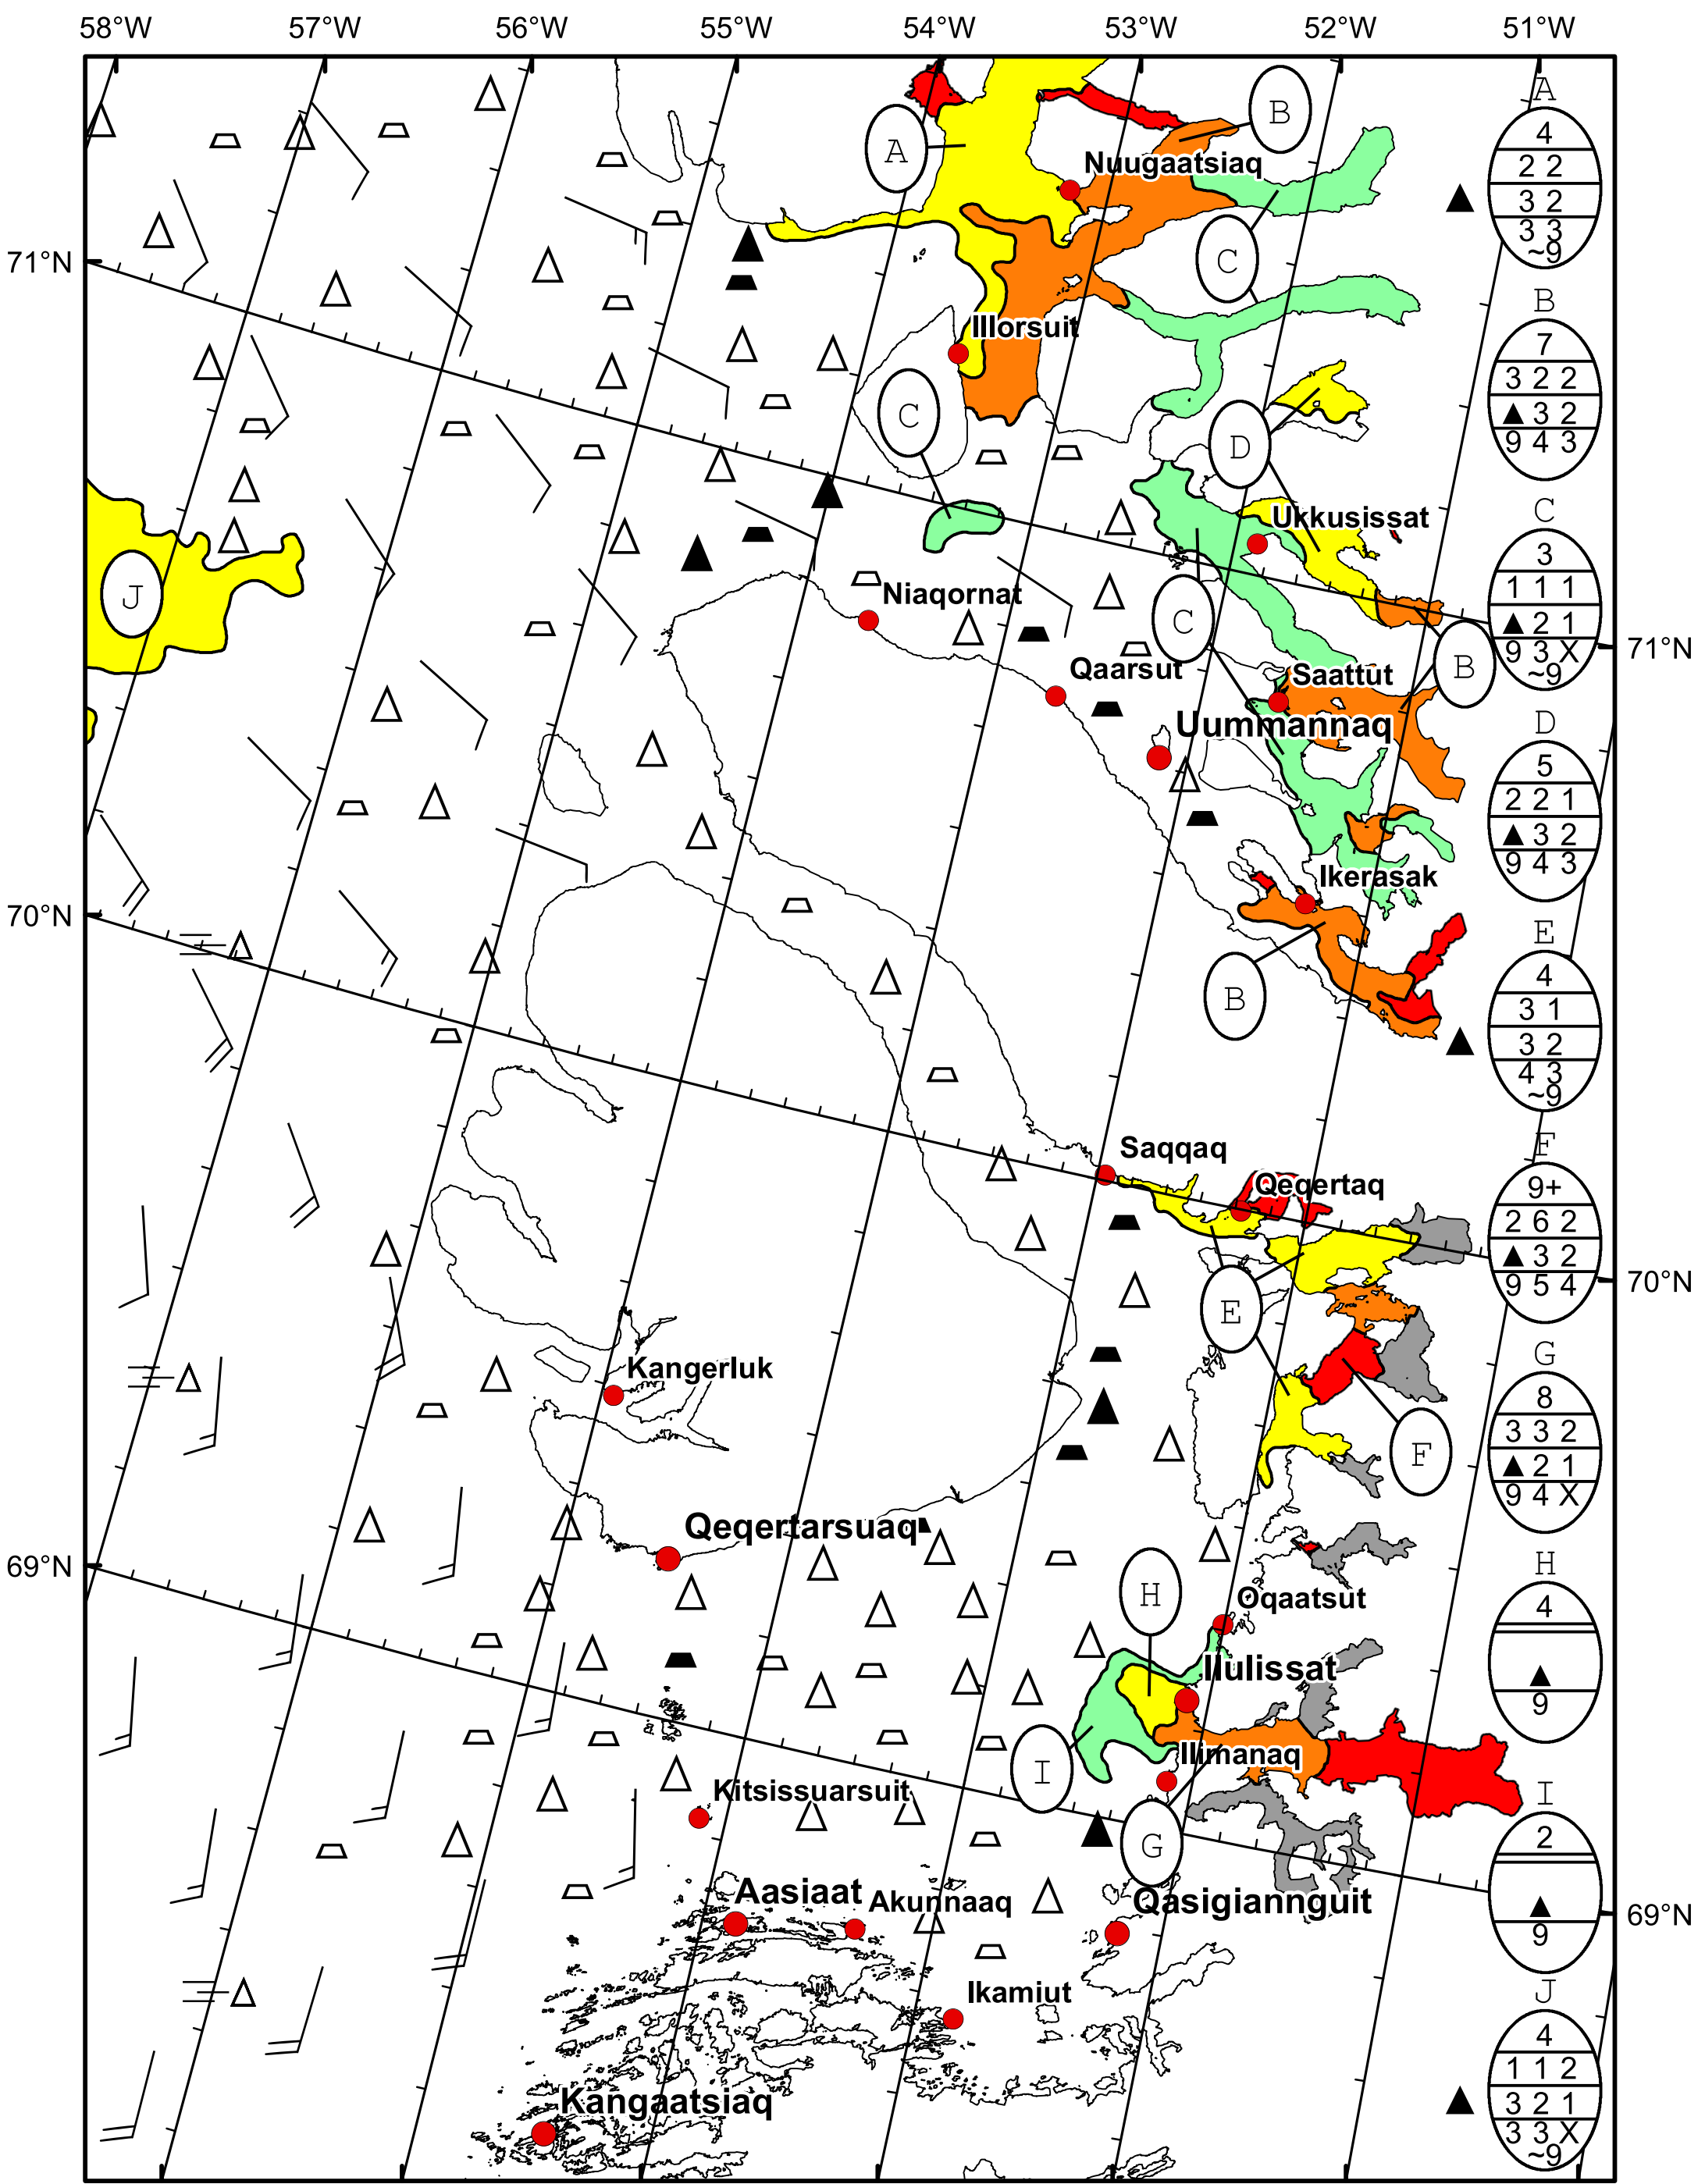 58°W 57°W 56°W 55°W 54°W 53°W 52°W 51°W
A
4
2 2
3 2
3 3
~9
B
A
Nuugaatsiaq
C
71°N
B
7
3 2 2
▲ 3 2
9 4 3
Illorsuit
C
D
Ukkusissat
C
3
1 1 1
▲ 2 1
9 3 X
~9
J
Niaqornat
C
71°N
B
Qaarsut
Saattut
Uummannaq
D
5
2 2 1
▲ 3 2
9 4 3
Ikerasak
70°N
B
E
4
3 1
3 2
4 3
~9
Saqqaq
Qeqertaq
F
9+
2 6 2
▲ 3 2
9 5 4
70°N
E
Kangerluk
F
G
8
3 3 2
▲ 2 1
9 4 X
Qeqertarsuaq
69°N
H
Oqaatsut
Ilulissat
H
4
▲
9
I
Ilimanaq
Kitsissuarsuit
G
I
2
▲
9
Aasiaat
Akunnaaq
Qasigiannguit
69°N
Ikamiut
J
4
1 1 2
3 2 1
3 3 X
~9
Kangaatsiaq